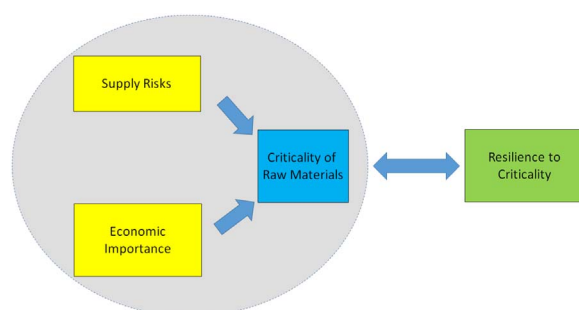 Supply Risks
Criticality of
Raw Materials
Resilience to
Criticality
Economic
Importance